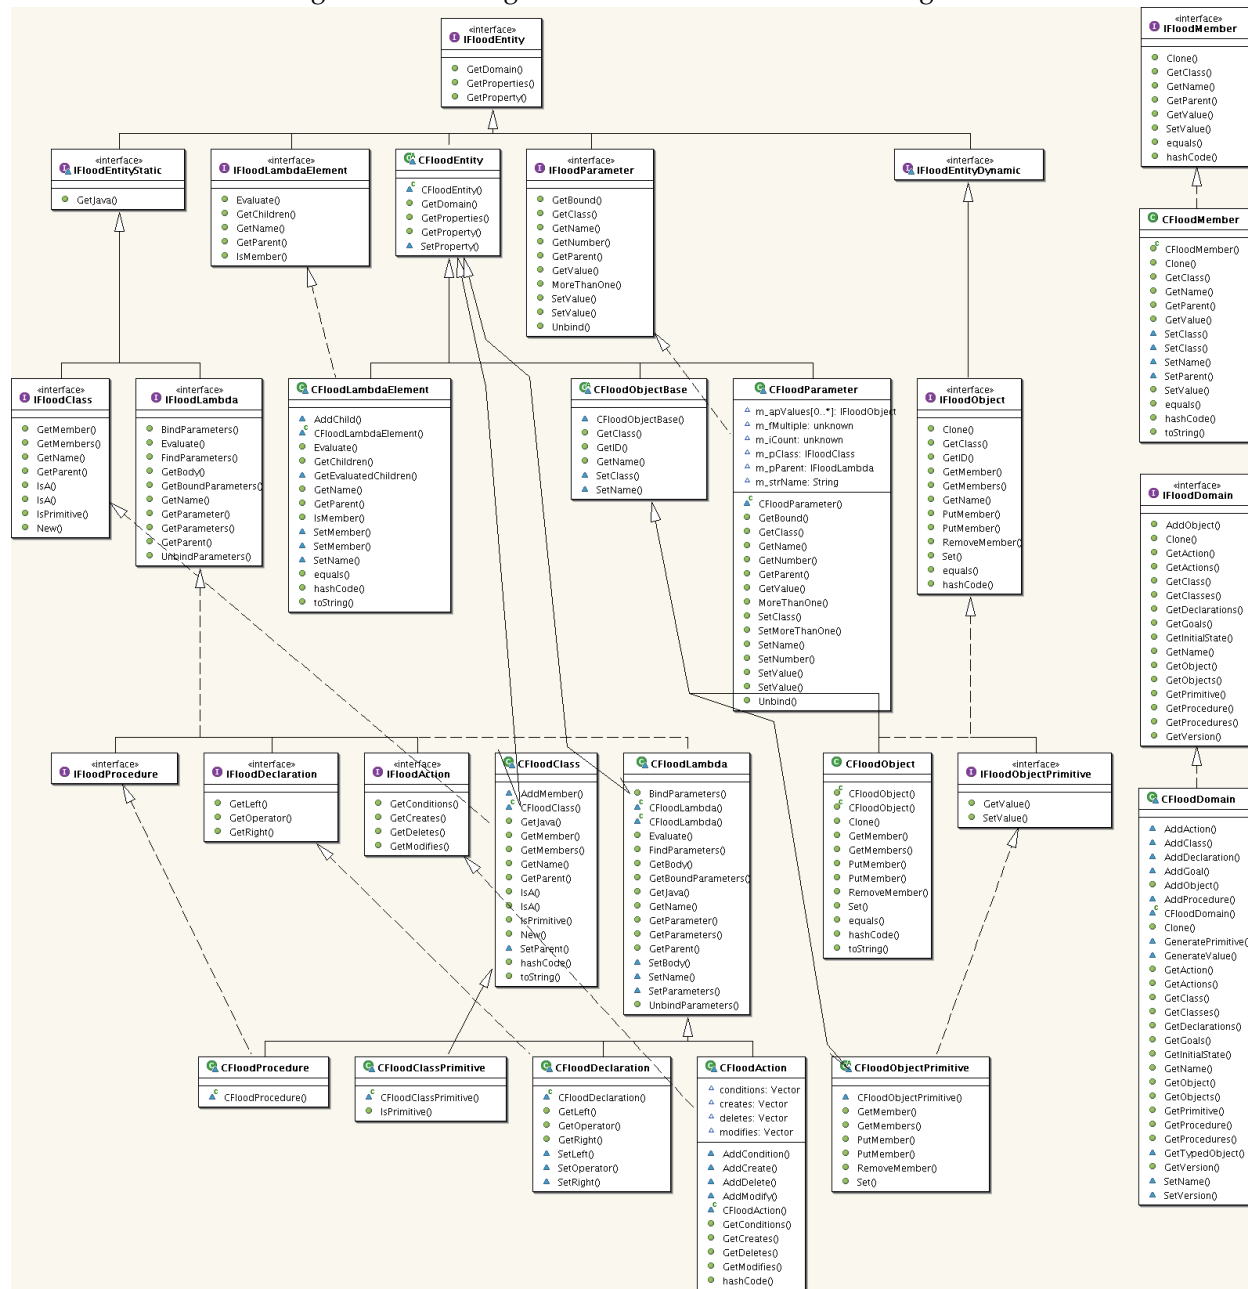 «interface»
IFloodEntity
GetDomain()
GetProperties()
GetProperty()
«interface»
IFloodMember
Clone()
GetClass()
GetName()
GetParent()
GetValue()
SetValue()
equals()
hashCode()
«interface»
IFloodEntityStatic
GetJava()
«interface»
IFloodLambdaElement
Evaluate()
GetChildren()
GetName()
GetParent()
IsMember()
CFloodEntity
CFloodEntity()
GetDomain()
GetProperties()
GetProperty()
SetProperty()
«interface»
IFloodParameter
GetBound()
GetClass()
GetName()
GetNumber()
GetParent()
GetValue()
MoreThanOne()
SetValue()
SetValue()
Unbind()
«interface»
IFloodEntityDynamic
CFloodMember
CFloodMember()
Clone()
GetClass()
GetName()
GetParent()
GetValue()
SetClass()
SetClass()
SetName()
SetParent()
SetValue()
equals()
hashCode()
toString()
«interface»
IFloodClass
GetMember()
GetMembers()
GetName()
GetParent()
IsA()
IsA()
IsPrimitive()
New()
«interface»
IFloodLambda
BindParameters()
Evaluate()
FindParameters()
GetBody()
GetBoundParameters()
GetName()
GetParameter()
GetParameters()
GetParent()
UnbindParameters()
CFloodLambdaElement
AddChild()
CFloodLambdaElement()
Evaluate()
GetChildren()
GetEvaluatedChildren()
GetName()
GetParent()
IsMember()
SetMember()
SetMember()
SetName()
equals()
hashCode()
toString()
CFloodObjectBase
CFloodObjectBase()
GetClass()
GetID()
GetName()
SetClass()
SetName()
CFloodParameter
m_apValues[0..*]: IFloodObject
m_fMultiple: unknown
m_iCount: unknown
m_pClass: IFloodClass
m_pParent: IFloodLambda
m_strName: String
CFloodParameter()
GetBound()
GetClass()
GetName()
GetNumber()
GetParent()
GetValue()
MoreThanOne()
SetClass()
SetMoreThanOne()
SetName()
SetNumber()
SetValue()
SetValue()
Unbind()
«interface»
IFloodObject
Clone()
GetClass()
GetID()
GetMember()
GetMembers()
GetName()
PutMember()
PutMember()
RemoveMember()
Set()
equals()
hashCode()
«interface»
IFloodDomain
AddObject()
Clone()
GetAction()
GetActions()
GetClass()
GetClasses()
GetDeclarations()
GetGoals()
GetInitialState()
GetName()
GetObject()
GetObjects()
GetPrimitive()
GetProcedure()
GetProcedures()
GetVersion()
«interface»
IFloodProcedure
«interface»
IFloodDeclaration
GetLeft()
GetOperator()
GetRight()
«interface»
IFloodAction
GetConditions()
GetCreates()
GetDeletes()
GetModifies()
CFloodClass
AddMember()
CFloodClass()
GetJava()
GetMember()
GetMembers()
GetName()
GetParent()
IsA()
IsA()
IsPrimitive()
New()
SetParent()
hashCode()
toString()
CFloodLambda
BindParameters()
CFloodLambda()
CFloodLambda()
Evaluate()
FindParameters()
GetBody()
GetBoundParameters()
GetJava()
GetName()
GetParameter()
GetParameters()
GetParent()
SetBody()
SetName()
SetParameters()
UnbindParameters()
CFloodObject
CFloodObject()
CFloodObject()
Clone()
GetMember()
GetMembers()
PutMember()
PutMember()
RemoveMember()
Set()
equals()
hashCode()
toString()
«interface»
IFloodObjectPrimitive
GetValue()
SetValue()
CFloodDomain
AddAction()
AddClass()
AddDeclaration()
AddGoal()
AddObject()
AddProcedure()
CFloodDomain()
Clone()
GeneratePrimitive()
GenerateValue()
GetAction()
GetActions()
GetClass()
GetClasses()
GetDeclarations()
GetGoals()
GetInitialState()
GetName()
GetObject()
GetObjects()
GetPrimitive()
GetProcedure()
GetProcedures()
GetTypedObject()
GetVersion()
SetName()
SetVersion()
CFloodProcedure
CFloodProcedure()
CFloodClassPrimitive
CFloodClassPrimitive()
IsPrimitive()
CFloodDeclaration
CFloodDeclaration()
GetLeft()
GetOperator()
GetRight()
SetLeft()
SetOperator()
SetRight()
CFloodAction
conditions: Vector
creates: Vector
deletes: Vector
modifies: Vector
AddCondition()
AddCreate()
AddDelete()
AddModify()
CFloodAction()
GetConditions()
GetCreates()
GetDeletes()
GetModifies()
hashCode()
CFloodObjectPrimitive
CFloodObjectPrimitive()
GetMember()
GetMembers()
PutMember()
PutMember()
RemoveMember()
Set()